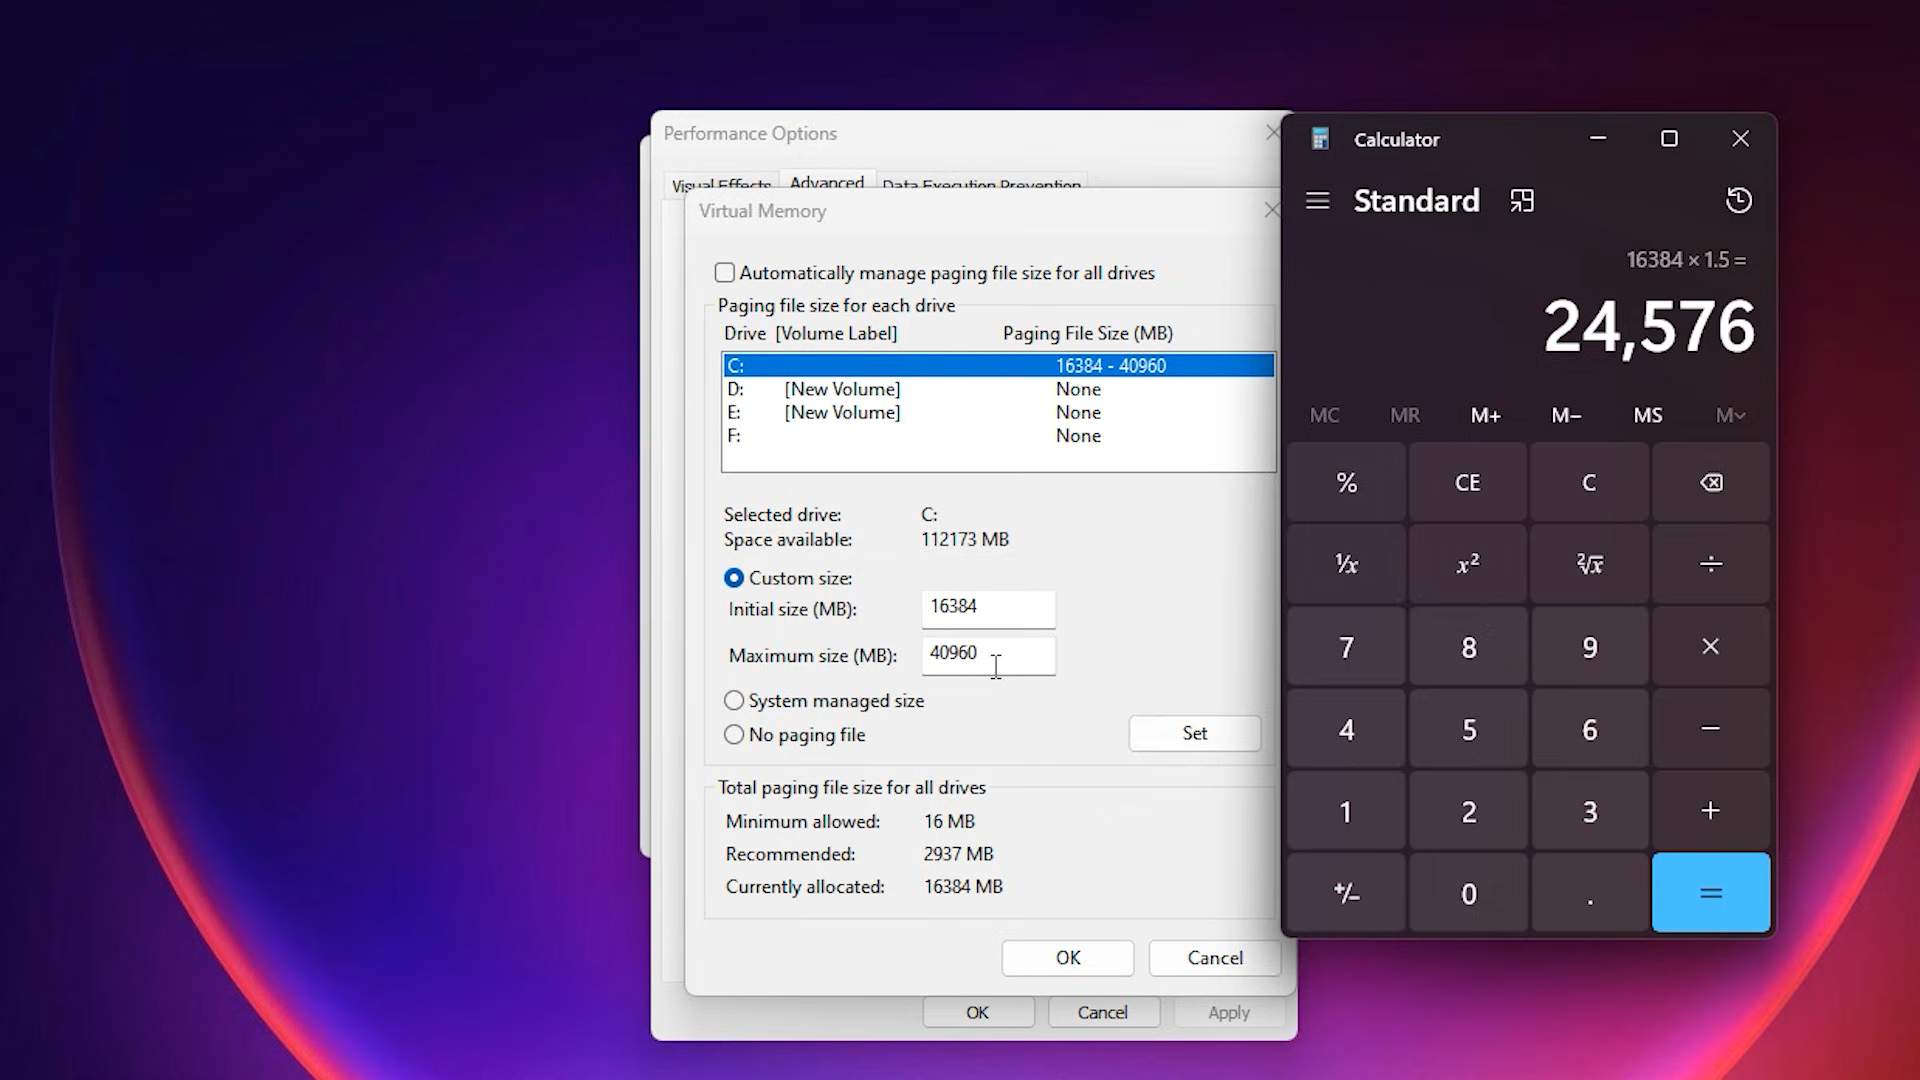 Performance Options
Visual Effects Advanced Data Execution Prevention
Virtual Memory
Automatically manage paging file size for all drives
Paging file size for each drive
Drive [Volume Label] Paging File Size (MB)
C: 16384 - 40960
D: [New Volume] None
E: [New Volume] None
F: None
Selected drive: C:
Space available: 112173 MB
Custom size:
Initial size (MB): 16384
Maximum size (MB): 40960
System managed size
No paging file
Set
Total paging file size for all drives
Minimum allowed: 16 MB
Recommended: 2937 MB
Currently allocated: 16384 MB
OK Cancel
OK Cancel Apply
Calculator
Standard
16384 × 1.5 =
24,576
MC MR M+ M− MS M˅
% CE C
¹/x x² ²√x ÷
7 8 9 ×
4 5 6 −
1 2 3 +
+/− 0 . =